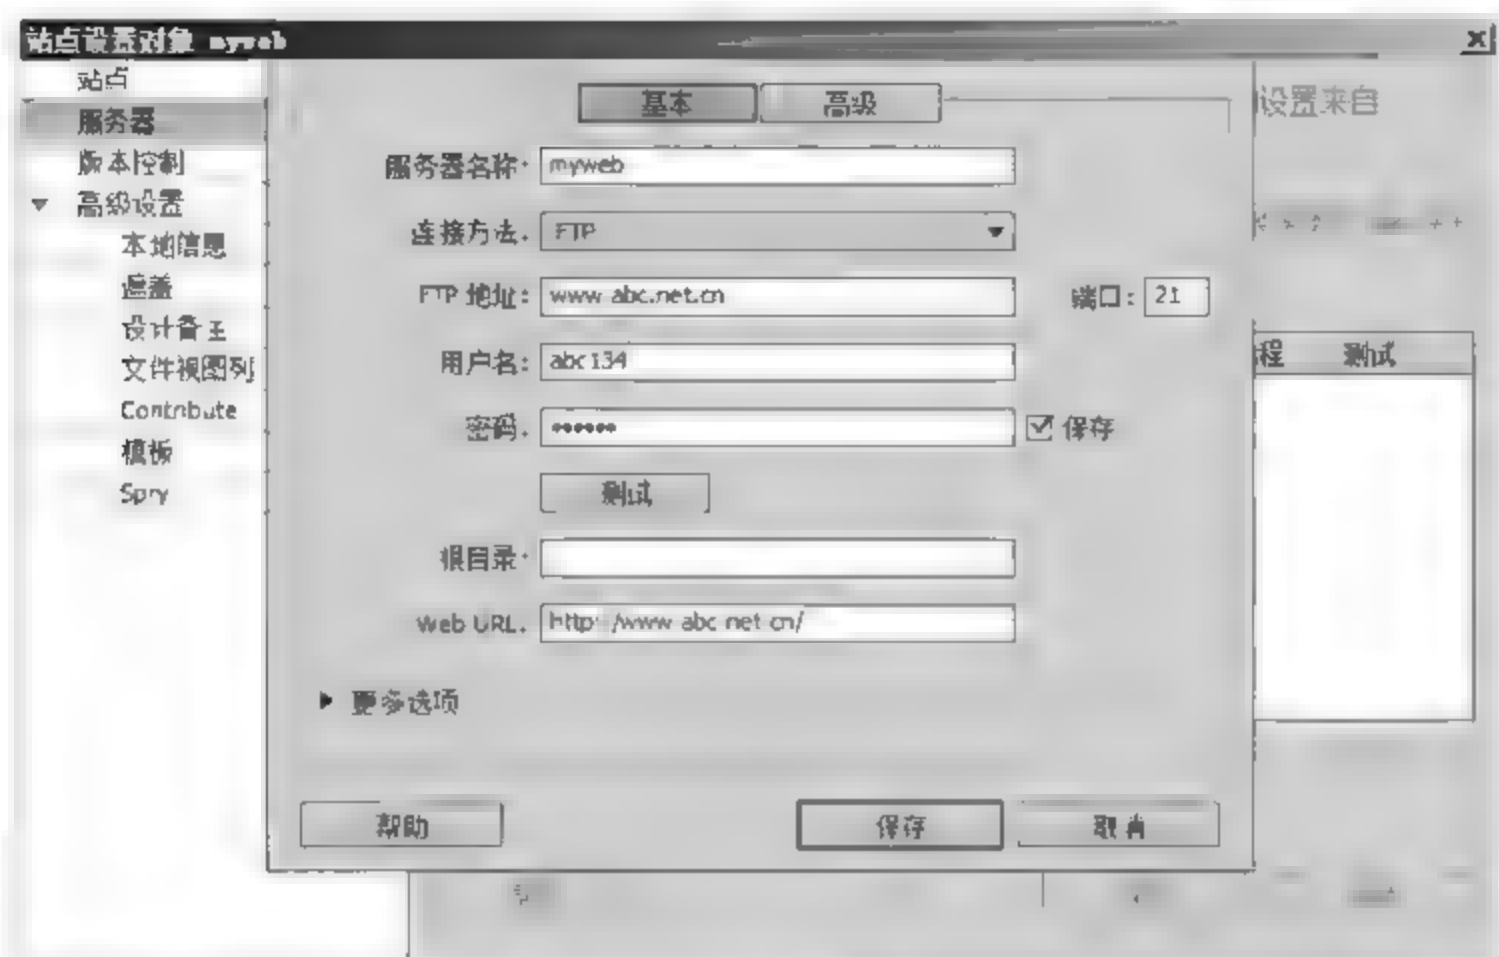 站点设置对象 myweb
站点
服务器
版本控制
高级设置
本地信息
遮盖
设计备注
文件视图列
Contribute
模板
Spry
基本 高级
设置来自
服务器名称: myweb
连接方法: FTP
FTP 地址: www.abc.net.cn 端口: 21
用户名: abc134
程 测试
密码: •••••• 保存
测试
根目录:
Web URL: http://www.abc.net.cn/
更多选项
帮助 保存 取消